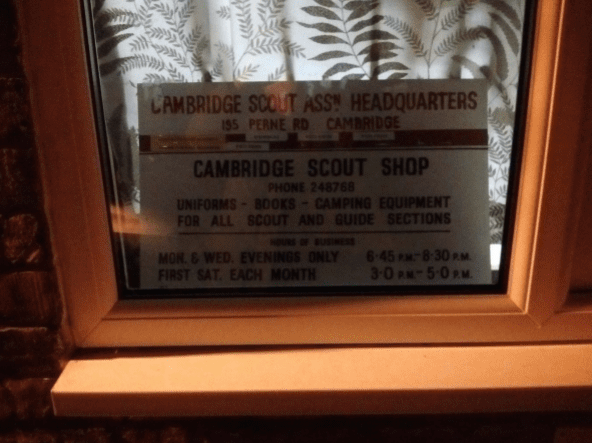 CAMBRIDGE SCOUT ASSN HEADQUARTERS
195 PERNE RD CAMBRIDGE
CAMBRIDGE SCOUT SHOP
PHONE 248768
UNIFORMS - BOOKS - CAMPING EQUIPMENT
FOR ALL SCOUT AND GUIDE SECTIONS
HOURS OF BUSINESS
MON. & WED. EVENINGS ONLY 6·45 P.M.-8·30 P.M.
FIRST SAT. EACH MONTH 3·0 P.M.-5·0 P.M.